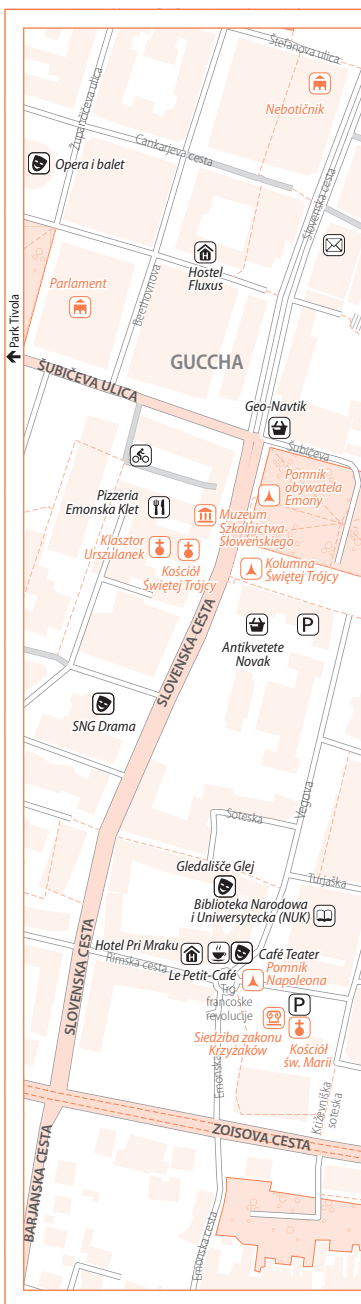 Štefanova ulica
Nebotičnik
Župančičeva ulica
Cankarjeva cesta
Opera i balet
Slovenska cesta
Hostel
Fluxus
Parlament
Beethovnova
Park Tivola
GUCCHA
ŠUBIČEVA ULICA
Geo-Navtik
Šubičeva
Pomnik
obywatela
Emony
Pizzeria
Emonska Klet
Muzeum
Szkolnictwa
Słoweńskiego
Klasztor
Urszulanek
Kościół
Świętej Trójcy
Kolumna
Świętej Trójcy
P
Antikvetete
Novak
SLOVENSKA CESTA
SNG Drama
Vegova
Soteska
Gledališče Glej
Turjaška
Biblioteka Narodowa
i Uniwersytecka (NUK)
Hotel Pri Mraku
Café Teater
Rimska cesta
Le Petit-Café
Pomnik
Napoleona
Trg
francoske
revolucije
P
Siedziba zakonu
Krzyżaków
Kościół
św. Marii
SLOVENSKA CESTA
Emonska
Križevniška
soteska
ZOISOVA CESTA
BARJANSKA CESTA
Emonska cesta